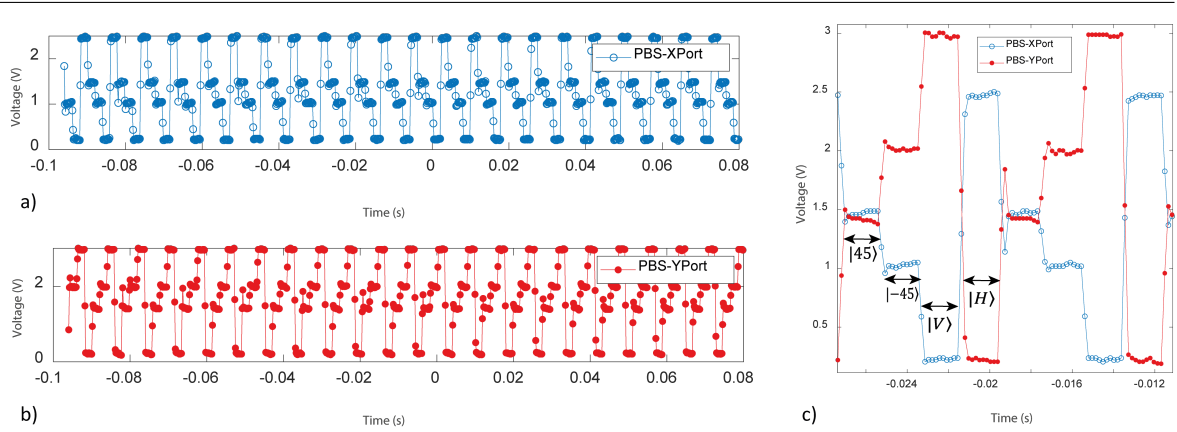 a)
Voltage (V)
2
1
0
PBS-XPort
-0.1 -0.08 -0.06 -0.04 -0.02 0 0.02 0.04 0.06 0.08
Time (s)
b)
Voltage (V)
2
0
PBS-YPort
-0.1 -0.08 -0.06 -0.04 -0.02 0 0.02 0.04 0.06 0.08
Time (s)
c)
Voltage (V)
3
2.5
2
1.5
1
0.5
PBS-XPort
PBS-YPort
|45⟩
|−45⟩
|V⟩
|H⟩
-0.024 -0.02 -0.016 -0.012
Time (s)